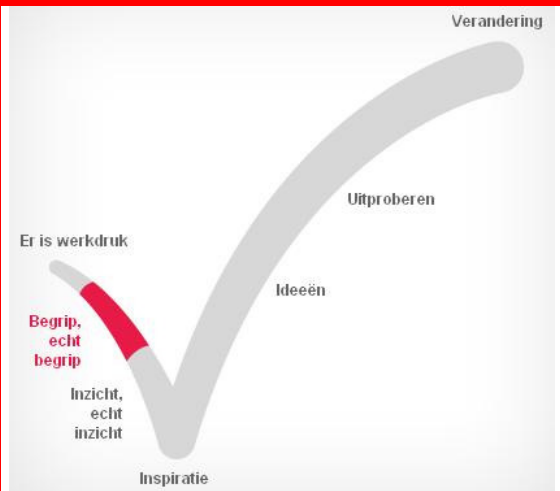 Verandering
Uitproberen
Er is werkdruk
Ideeën
Begrip,
echt
begrip
Inzicht,
echt
inzicht
Inspiratie